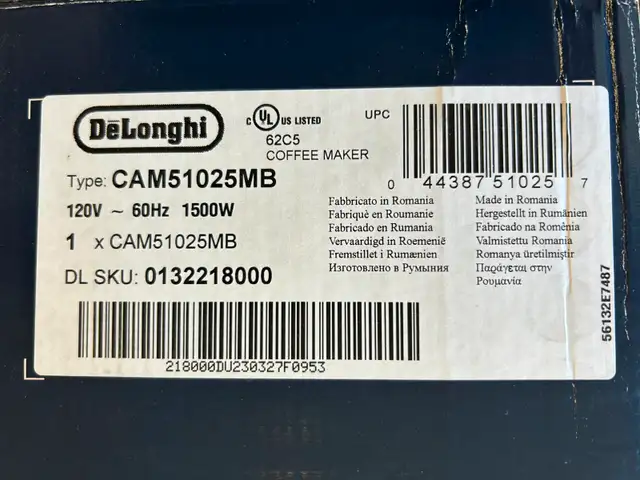 DeLonghi
C UL US LISTED
62C5
COFFEE MAKER
UPC
0 44387 51025 7
Type: CAM51025MB
120V ~ 60Hz 1500W
1 x CAM51025MB
DL SKU: 0132218000
Fabbricato in Romania
Fabriqué en Roumanie
Fabricado en Rumania
Vervaardigd in Roemenië
Fremstillet i Rumænien
Изготовлено в Румыния
Made in Romania
Hergestellt in Rumänien
Fabricado na Romênia
Valmistettu Romania
Romanya üretilmiştir
Παράγεται στην
Ρουμανία
56132E7487
218000DU230327F0953